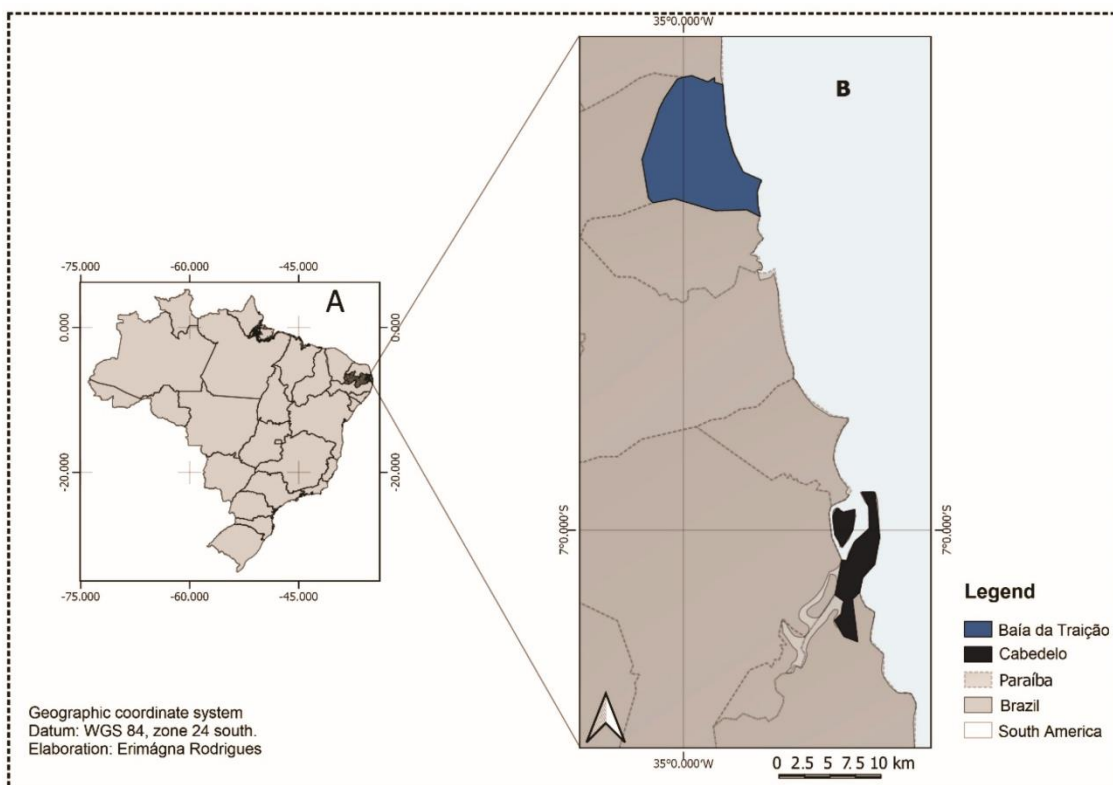 35°0.000'W
B
-75.000 -60.000 -45.000
A
0.000 0.000
-20.000 -20.000
-75.000 -60.000 -45.000
7°0.000'S 7°0.000'S
Legend
Baía da Traição
Cabedelo
Paraíba
Brazil
South America
Geographic coordinate system
Datum: WGS 84, zone 24 south.
Elaboration: Erimágna Rodrigues
35°0.000'W
0 2.5 5 7.5 10 km